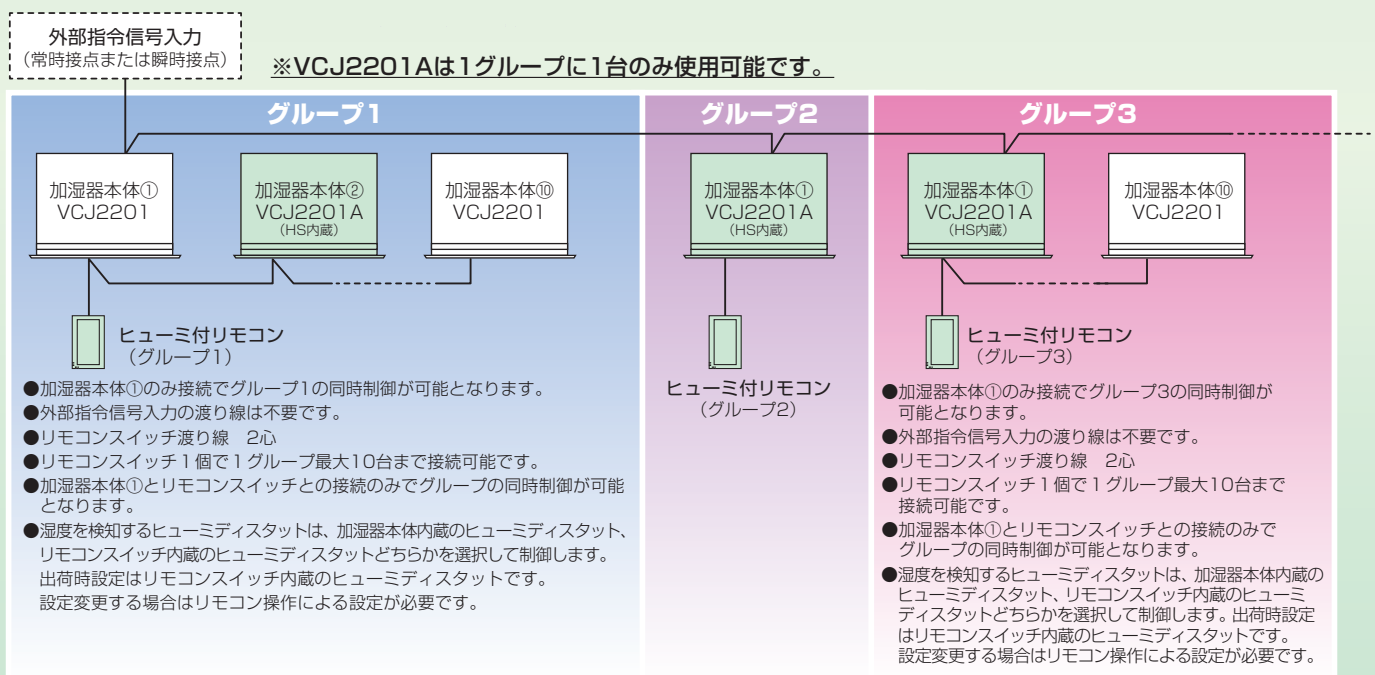 外部指令信号入力
（常時接点または瞬時接点）
※VCJ2201Aは1グループに1台のみ使用可能です。
グループ1
加湿器本体①
VCJ2201
加湿器本体②
VCJ2201A
（HS内蔵）
加湿器本体⑩
VCJ2201
ヒューミ付リモコン
（グループ1）
●加湿器本体①のみ接続でグループ1の同時制御が可能となります。
●外部指令信号入力の渡り線は不要です。
●リモコンスイッチ渡り線　2心
●リモコンスイッチ１個で１グループ最大10台まで接続可能です。
●加湿器本体①とリモコンスイッチとの接続のみでグループの同時制御が可能
となります。
●湿度を検知するヒューミディスタットは、加湿器本体内蔵のヒューミディスタット、
リモコンスイッチ内蔵のヒューミディスタットどちらかを選択して制御します。
出荷時設定はリモコンスイッチ内蔵のヒューミディスタットです。
設定変更する場合はリモコン操作による設定が必要です。
グループ2
加湿器本体①
VCJ2201A
（HS内蔵）
ヒューミ付リモコン
（グループ2）
グループ3
加湿器本体①
VCJ2201A
（HS内蔵）
加湿器本体⑩
VCJ2201
ヒューミ付リモコン
（グループ3）
●加湿器本体①のみ接続でグループ3の同時制御が
可能となります。
●外部指令信号入力の渡り線は不要です。
●リモコンスイッチ渡り線　2心
●リモコンスイッチ１個で１グループ最大10台まで
接続可能です。
●加湿器本体①とリモコンスイッチとの接続のみで
グループの同時制御が可能となります。
●湿度を検知するヒューミディスタットは、加湿器本体内蔵の
ヒューミディスタット、リモコンスイッチ内蔵のヒューミ
ディスタットどちらかを選択して制御します。出荷時設定
はリモコンスイッチ内蔵のヒューミディスタットです。
設定変更する場合はリモコン操作による設定が必要です。